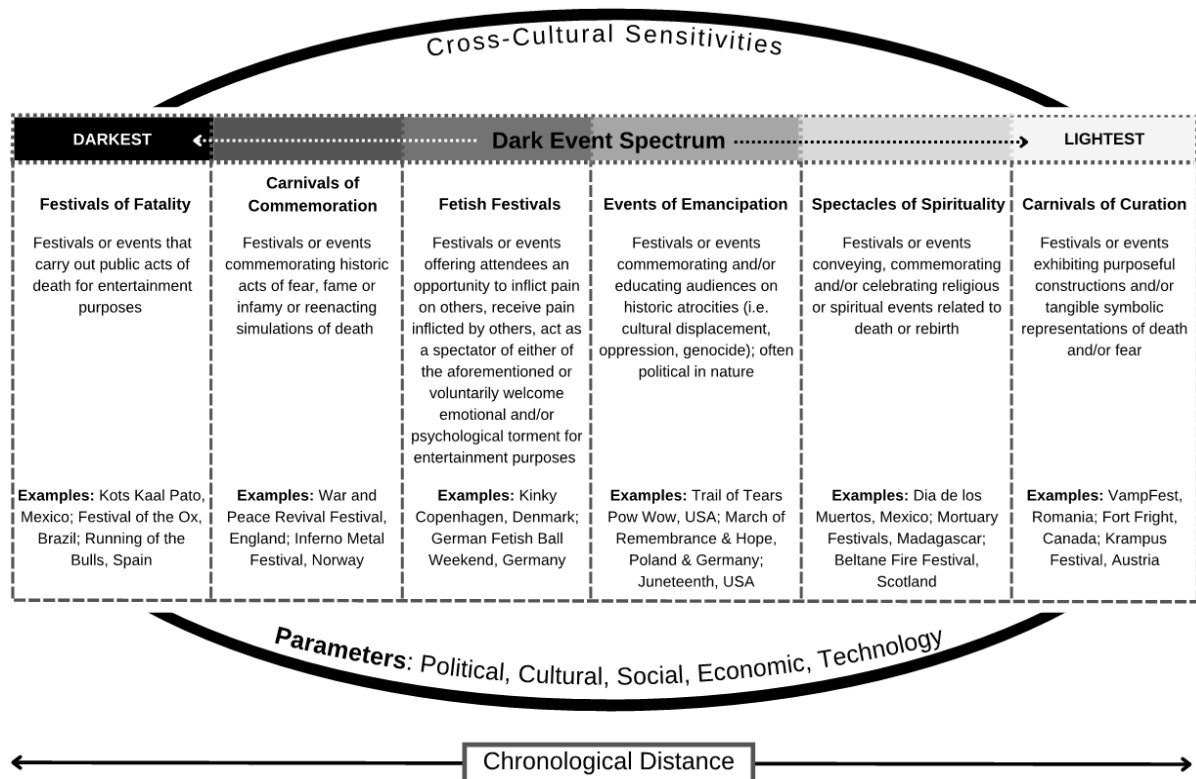 Cross-Cultural Sensitivities
DARKEST
Dark Event Spectrum
LIGHTEST
Festivals of Fatality
Festivals or events that
carry out public acts of
death for entertainment
purposes
Examples: Kots Kaal Pato,
Mexico; Festival of the Ox,
Brazil; Running of the
Bulls, Spain
Carnivals of
Commemoration
Festivals or events
commemorating historic
acts of fear, fame or
infamy or reenacting
simulations of death
Examples: War and
Peace Revival Festival,
England; Inferno Metal
Festival, Norway
Fetish Festivals
Festivals or events
offering attendees an
opportunity to inflict pain
on others, receive pain
inflicted by others, act as
a spectator of either of
the aforementioned or
voluntarily welcome
emotional and/or
psychological torment for
entertainment purposes
Examples: Kinky
Copenhagen, Denmark;
German Fetish Ball
Weekend, Germany
Events of Emancipation
Festivals or events
commemorating and/or
educating audiences on
historic atrocities (i.e.
cultural displacement,
oppression, genocide); often
political in nature
Examples: Trail of Tears
Pow Wow, USA; March of
Remembrance & Hope,
Poland & Germany;
Juneteenth, USA
Spectacles of Spirituality
Festivals or events
conveying, commemorating
and/or celebrating religious
or spiritual events related to
death or rebirth
Examples: Dia de los
Muertos, Mexico; Mortuary
Festivals, Madagascar;
Beltane Fire Festival,
Scotland
Carnivals of Curation
Festivals or events
exhibiting purposeful
constructions and/or
tangible symbolic
representations of death
and/or fear
Examples: VampFest,
Romania; Fort Fright,
Canada; Krampus
Festival, Austria
Parameters: Political, Cultural, Social, Economic, Technology
Chronological Distance